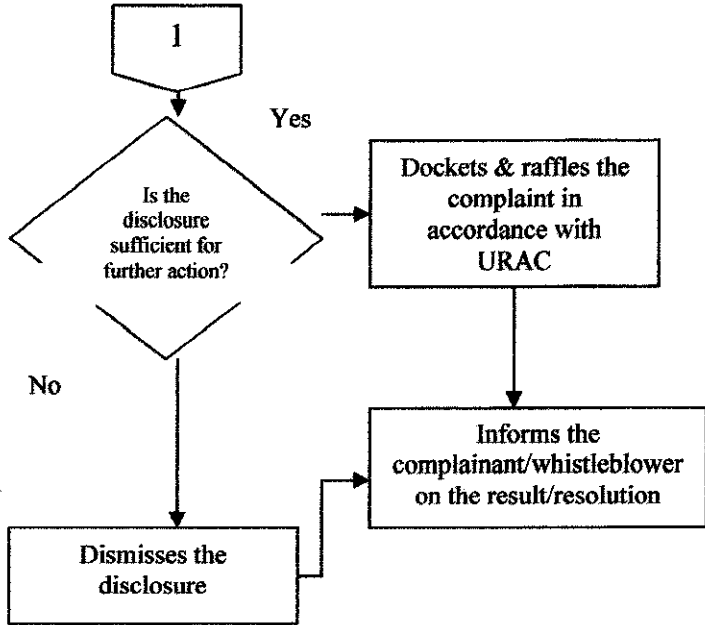 1
Yes
Is the
disclosure
sufficient for
further action?
Dockets & raffles the
complaint in
accordance with
URAC
No
Informs the
complainant/whistleblower
on the result/resolution
Dismisses the
disclosure